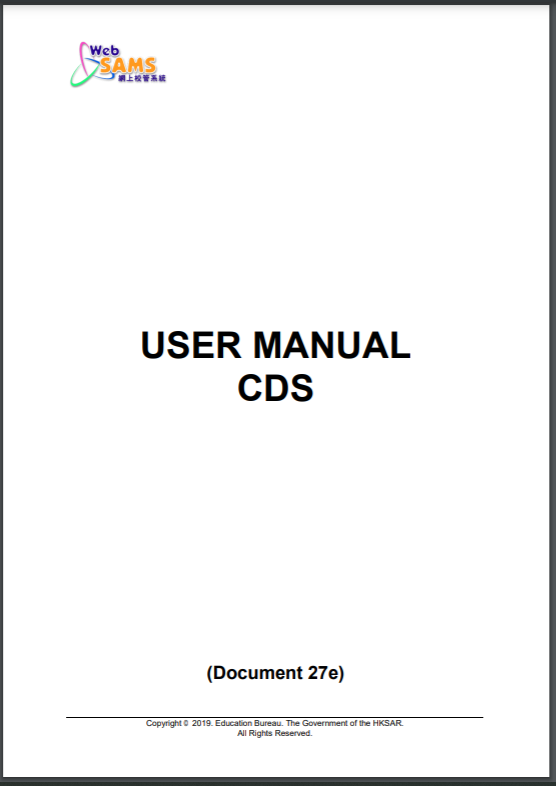 Web
SAMS
網上校管系統
USER MANUAL
CDS
(Document 27e)
Copyright © 2019. Education Bureau. The Government of the HKSAR.
All Rights Reserved.